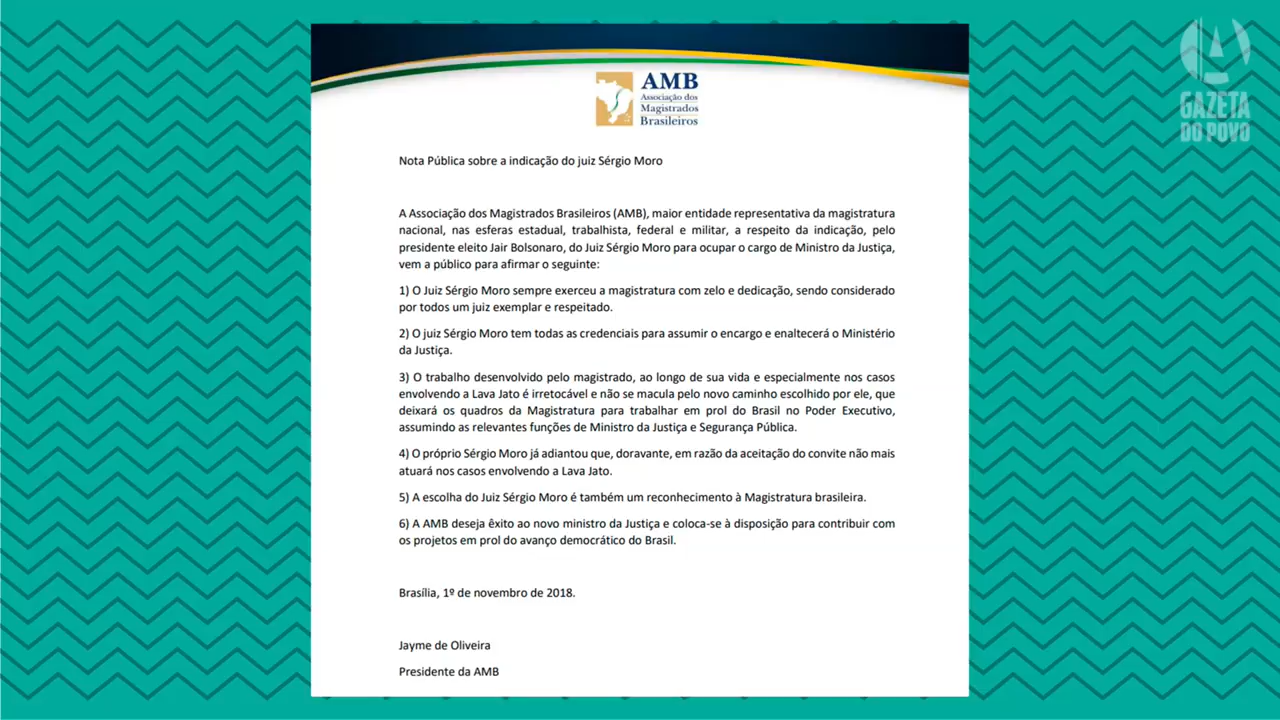 GAZETA
DO POVO
AMB
Associação dos
Magistrados
Brasileiros
Nota Pública sobre a indicação do juiz Sérgio Moro
A Associação dos Magistrados Brasileiros (AMB), maior entidade representativa da magistratura
nacional, nas esferas estadual, trabalhista, federal e militar, a respeito da indicação, pelo
presidente eleito Jair Bolsonaro, do Juiz Sérgio Moro para ocupar o cargo de Ministro da Justiça,
vem a público para afirmar o seguinte:
1) O Juiz Sérgio Moro sempre exerceu a magistratura com zelo e dedicação, sendo considerado
por todos um juiz exemplar e respeitado.
2) O juiz Sérgio Moro tem todas as credenciais para assumir o encargo e enaltecerá o Ministério
da Justiça.
3) O trabalho desenvolvido pelo magistrado, ao longo de sua vida e especialmente nos casos
envolvendo a Lava Jato é irretocável e não se macula pelo novo caminho escolhido por ele, que
deixará os quadros da Magistratura para trabalhar em prol do Brasil no Poder Executivo,
assumindo as relevantes funções de Ministro da Justiça e Segurança Pública.
4) O próprio Sérgio Moro já adiantou que, doravante, em razão da aceitação do convite não mais
atuará nos casos envolvendo a Lava Jato.
5) A escolha do Juiz Sérgio Moro é também um reconhecimento à Magistratura brasileira.
6) A AMB deseja êxito ao novo ministro da Justiça e coloca-se à disposição para contribuir com
os projetos em prol do avanço democrático do Brasil.
Brasília, 1º de novembro de 2018.
Jayme de Oliveira
Presidente da AMB